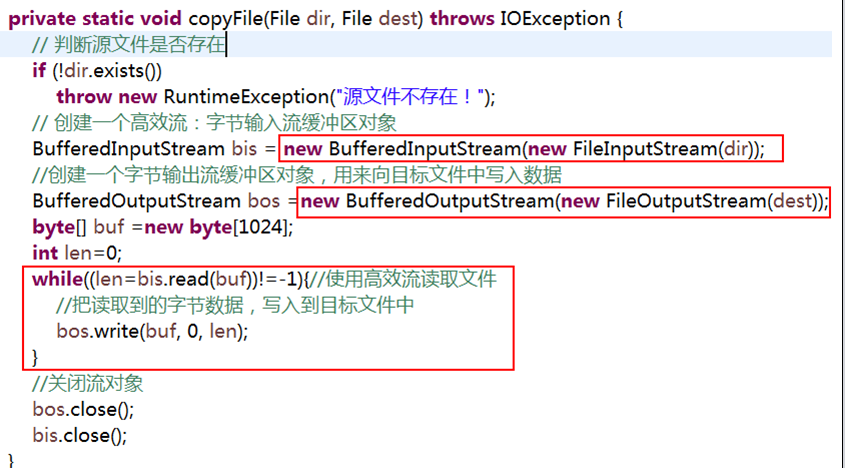 private static void copyFile(File dir, File dest) throws IOException {
// 判断源文件是否存在
if (!dir.exists())
throw new RuntimeException("源文件不存在！");
// 创建一个高效流：字节输入流缓冲区对象
BufferedInputStream bis = new BufferedInputStream(new FileInputStream(dir));
//创建一个字节输出流缓冲区对象，用来向目标文件中写入数据
BufferedOutputStream bos =new BufferedOutputStream(new FileOutputStream(dest));
byte[] buf =new byte[1024];
int len=0;
while((len=bis.read(buf))!=-1){//使用高效流读取文件
//把读取到的字节数据，写入到目标文件中
bos.write(buf, 0, len);
}
//关闭流对象
bos.close();
bis.close();
}